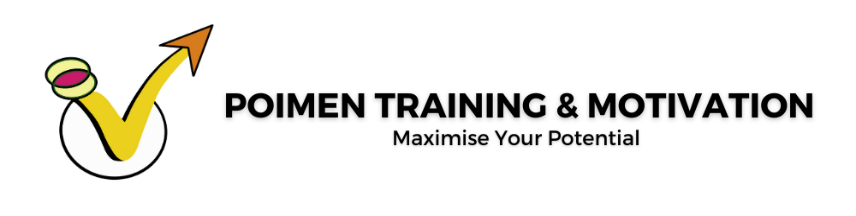 POIMEN TRAINING & MOTIVATION
Maximise Your Potential